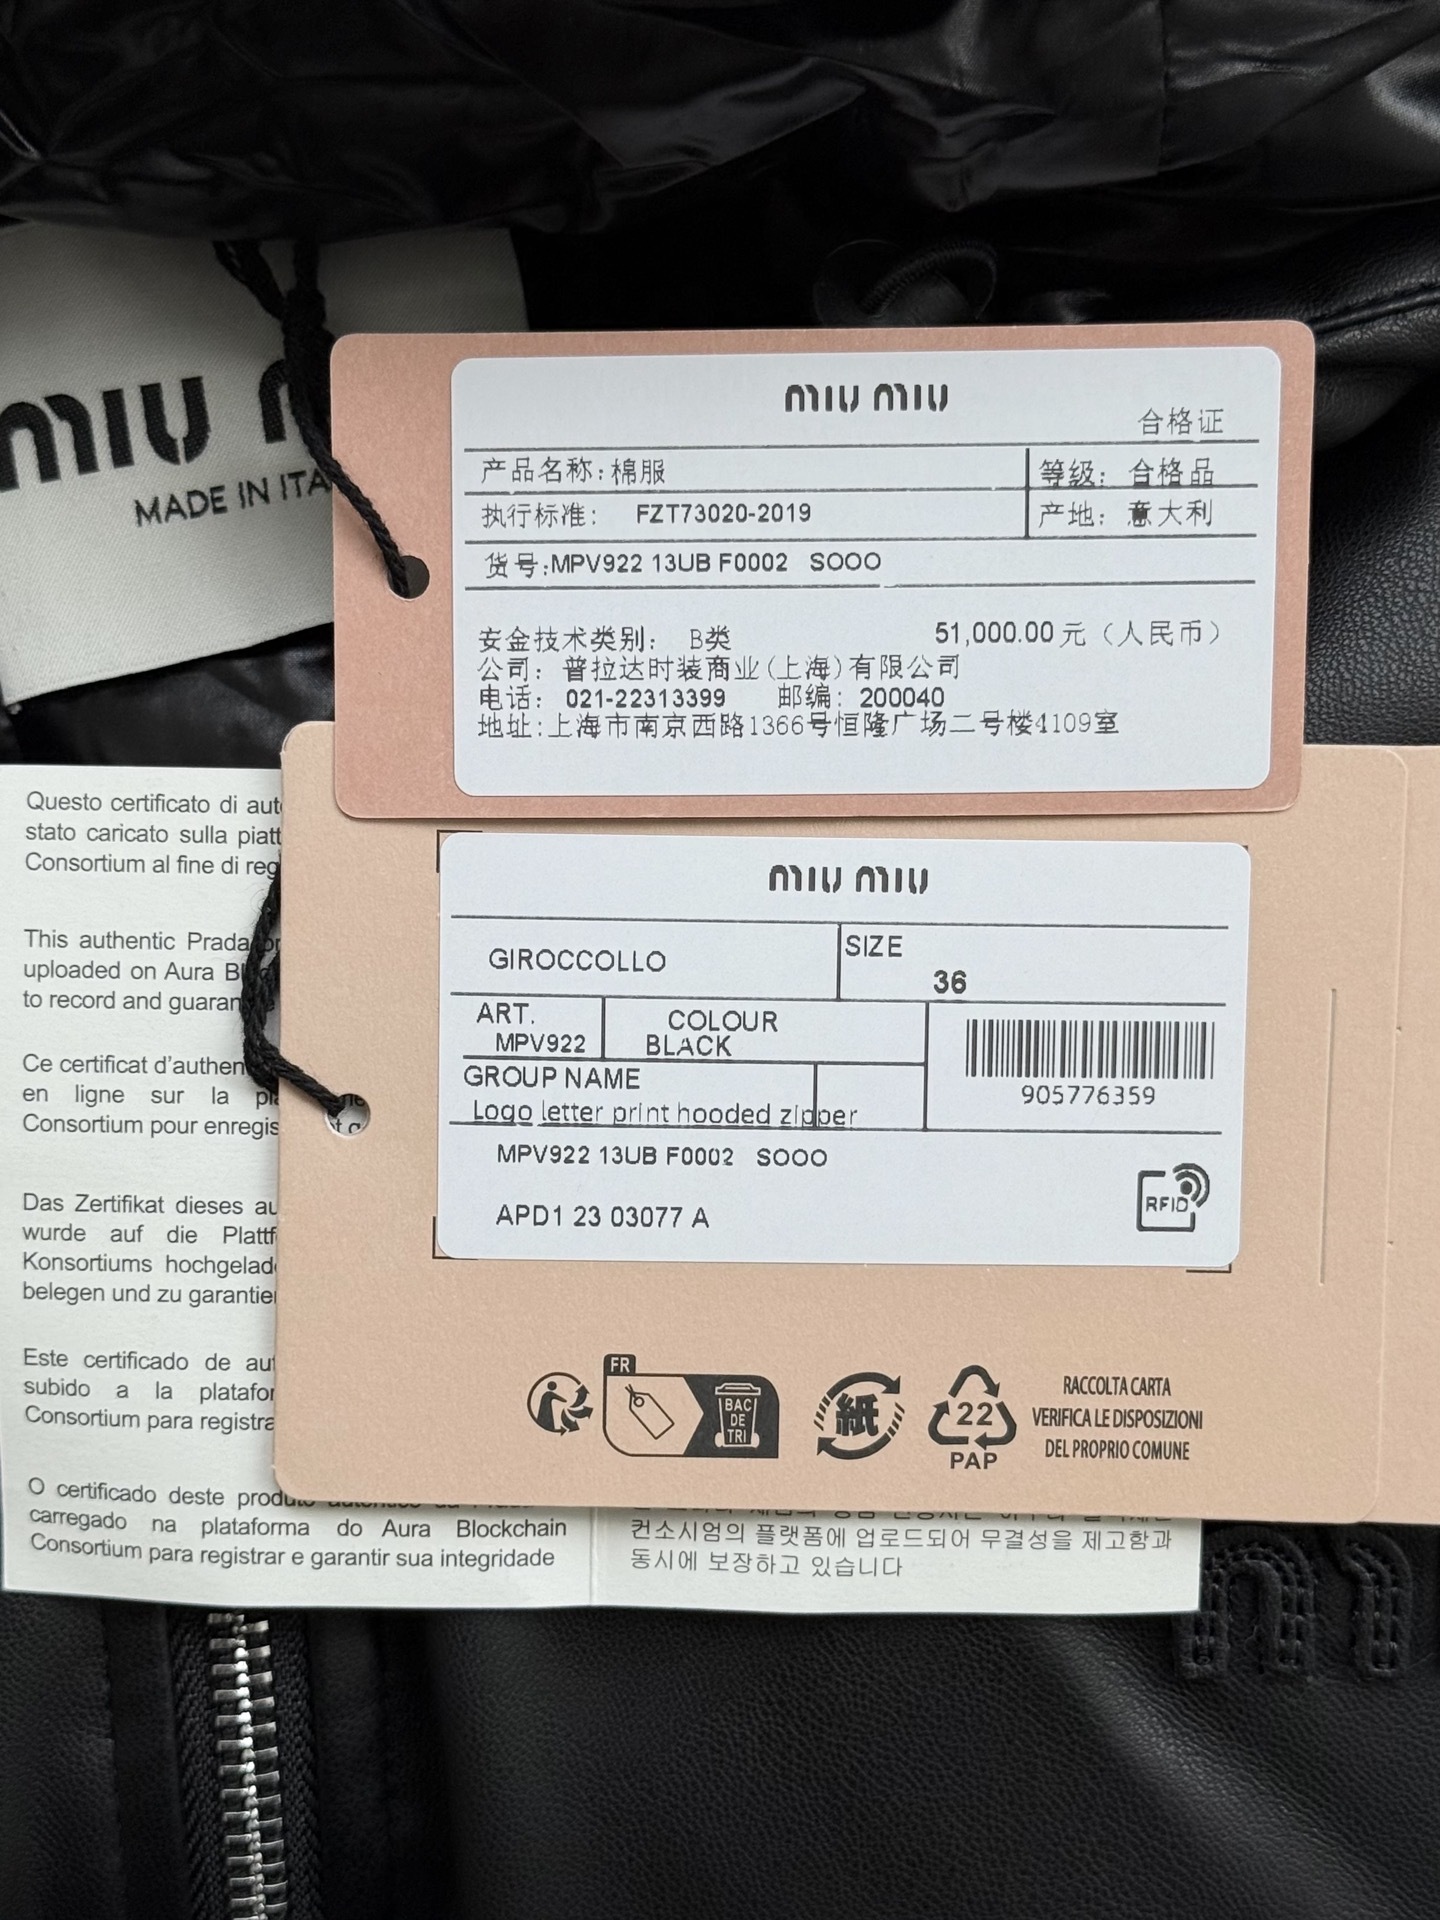 miu m
MADE IN ITA
miu miu
合格证
产品名称:棉服
等级: 合格品
执行标准: FZT73020-2019
产地: 意大利
货号:MPV922 13UB F0002 SOOO
安金技术类别: B类
51,000.00元（人民币）
公司: 普拉达时装商业(上海)有限公司
电话: 021-22313399 邮编: 200040
地址:上海市南京西路1366号恒隆广场二号楼4109室
miu miu
GIROCCOLLO
SIZE
36
ART.
MPV922
COLOUR
BLACK
905776359
GROUP NAME
Logo letter print hooded zipper
MPV922 13UB F0002 SOOO
RFID
APD1 23 03077 A
FR
BAC
DE
TRI
紙
22
PAP
RACCOLTA CARTA
VERIFICA LE DISPOSIZIONI
DEL PROPRIO COMUNE
Questo certificato di aut
stato caricato sulla piatt
Consortium al fine di reg
This authentic Prada
uploaded on Aura Bl
to record and guaran
Ce certificat d'authen
en ligne sur la pla
Consortium pour enregis
Das Zertifikat dieses au
wurde auf die Plattf
Konsortiums hochgelad
belegen und zu garantie
Este certificado de au
subido a la platafor
Consortium para registra
O certificado deste produto
carregado na plataforma do Aura Blockchain
Consortium para registrar e garantir sua integridade
컨소시엄의 플랫폼에 업로드되어 무결성을 제고함과
동시에 보장하고 있습니다